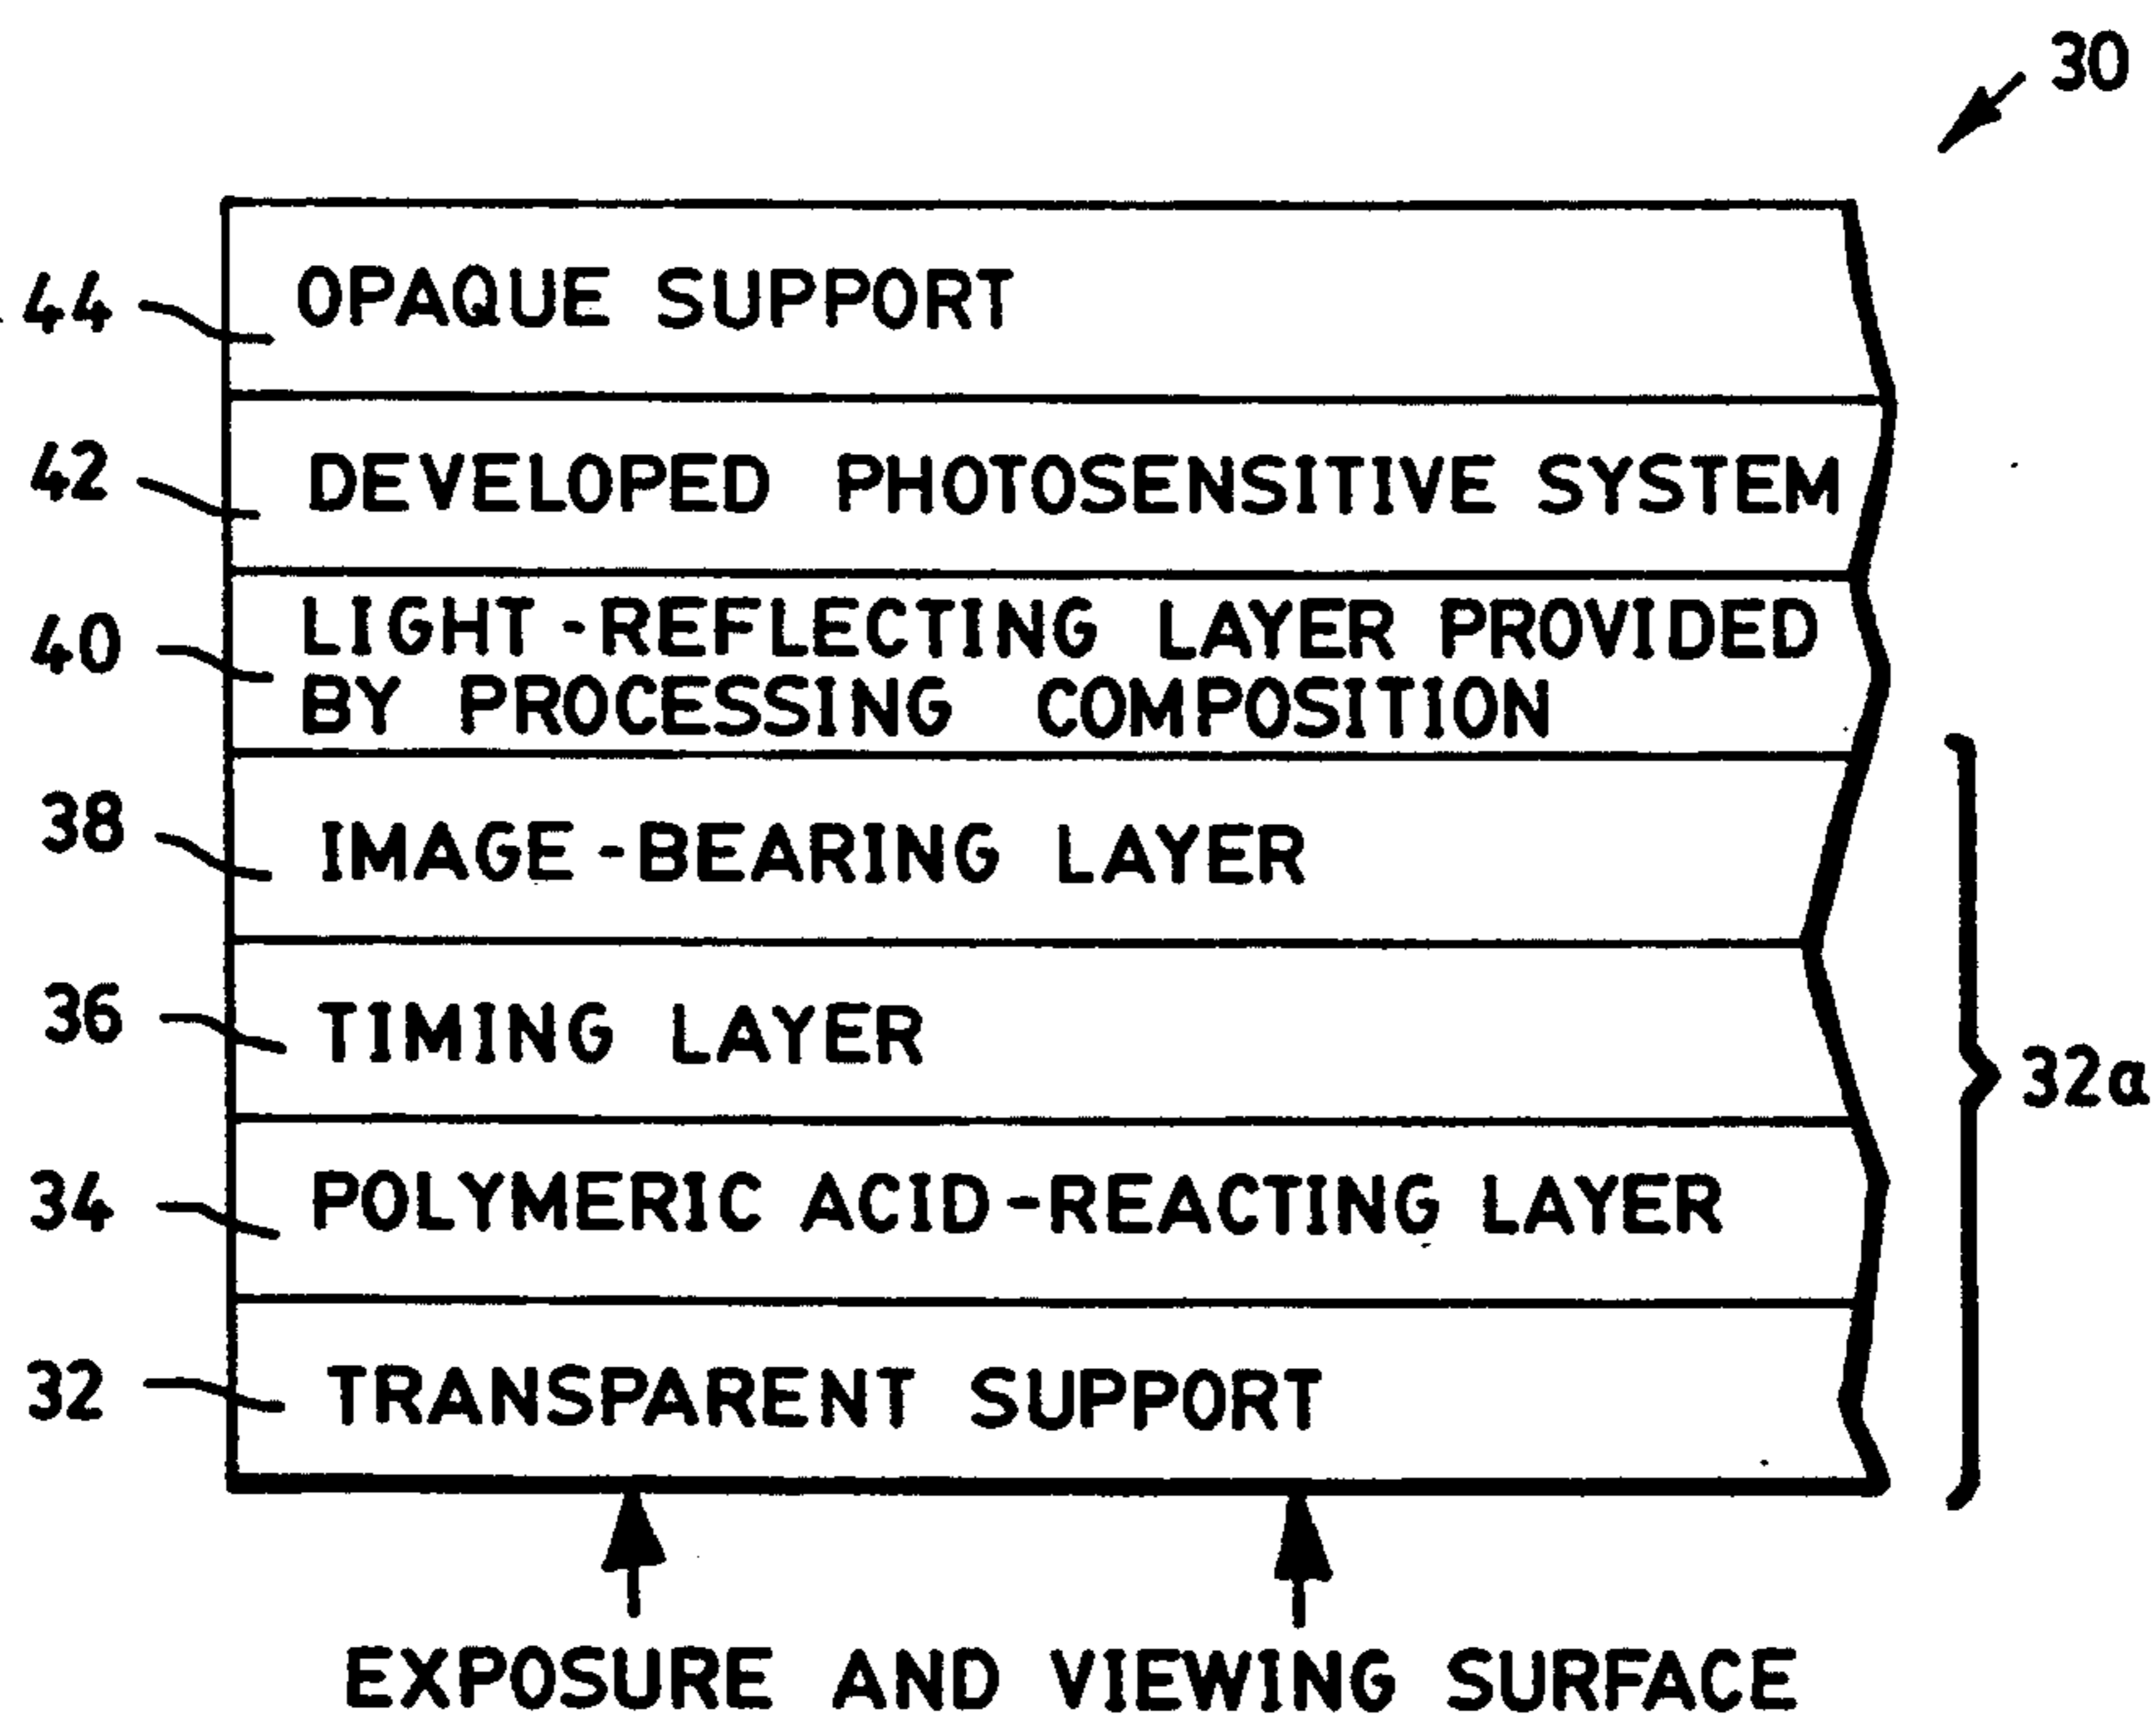 30
44 OPAQUE SUPPORT
42 DEVELOPED PHOTOSENSITIVE SYSTEM
40 LIGHT-REFLECTING LAYER PROVIDED
BY PROCESSING COMPOSITION
38 IMAGE-BEARING LAYER
36 TIMING LAYER
32a
34 POLYMERIC ACID-REACTING LAYER
32 TRANSPARENT SUPPORT
EXPOSURE AND VIEWING SURFACE